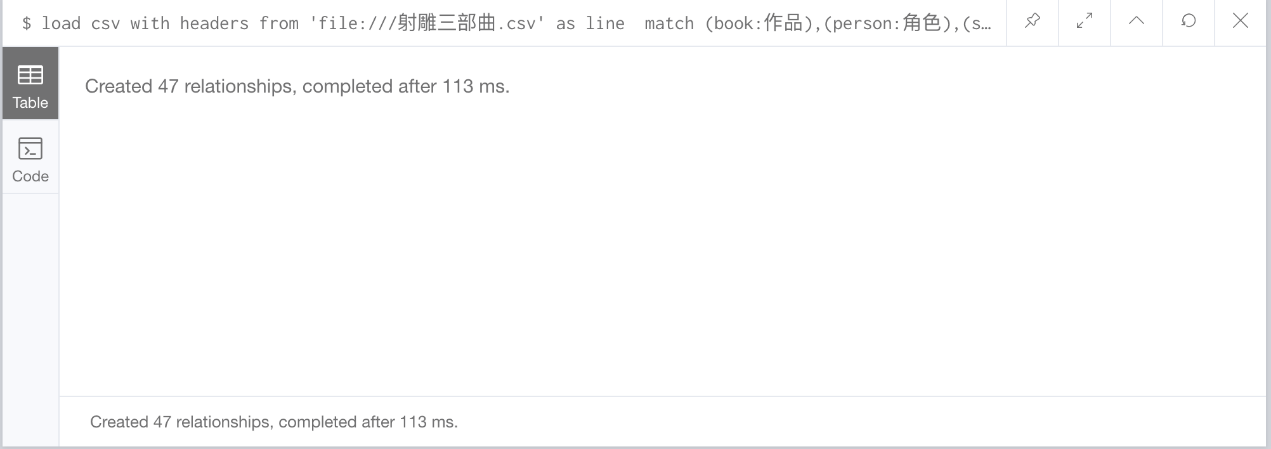 $ load csv with headers from 'file:///射雕三部曲.csv' as line  match (book:作品),(person:角色),(s…
Table
Created 47 relationships, completed after 113 ms.
Code
Created 47 relationships, completed after 113 ms.